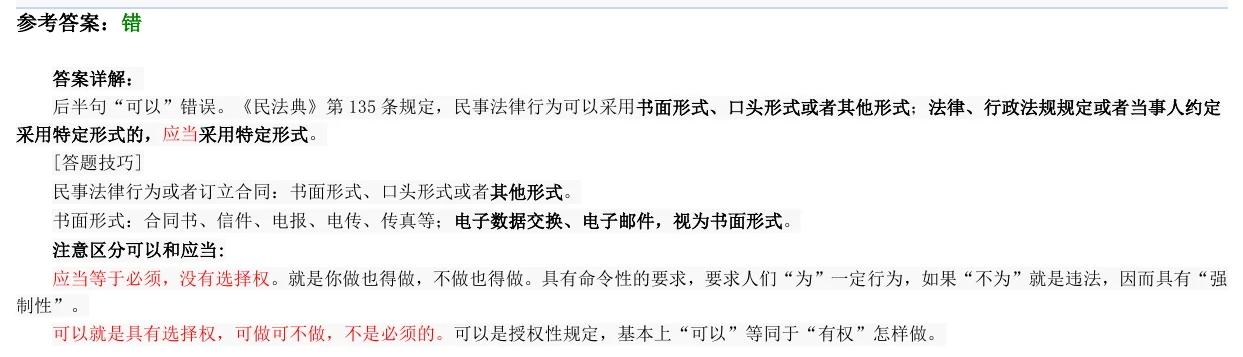 参考答案：错
答案详解：
后半句“可以”错误。《民法典》第 135 条规定，民事法律行为可以采用书面形式、口头形式或者其他形式；法律、行政法规规定或者当事人约定
采用特定形式的，应当采用特定形式。
[答题技巧]
民事法律行为或者订立合同：书面形式、口头形式或者其他形式。
书面形式：合同书、信件、电报、电传、传真等；电子数据交换、电子邮件，视为书面形式。
注意区分可以和应当：
应当等于必须，没有选择权。就是你做也得做，不做也得做。具有命令性的要求，要求人们“为”一定行为，如果“不为”就是违法，因而具有“强
制性”。
可以就是具有选择权，可做可不做，不是必须的。可以是授权性规定，基本上“可以”等同于“有权”怎样做。